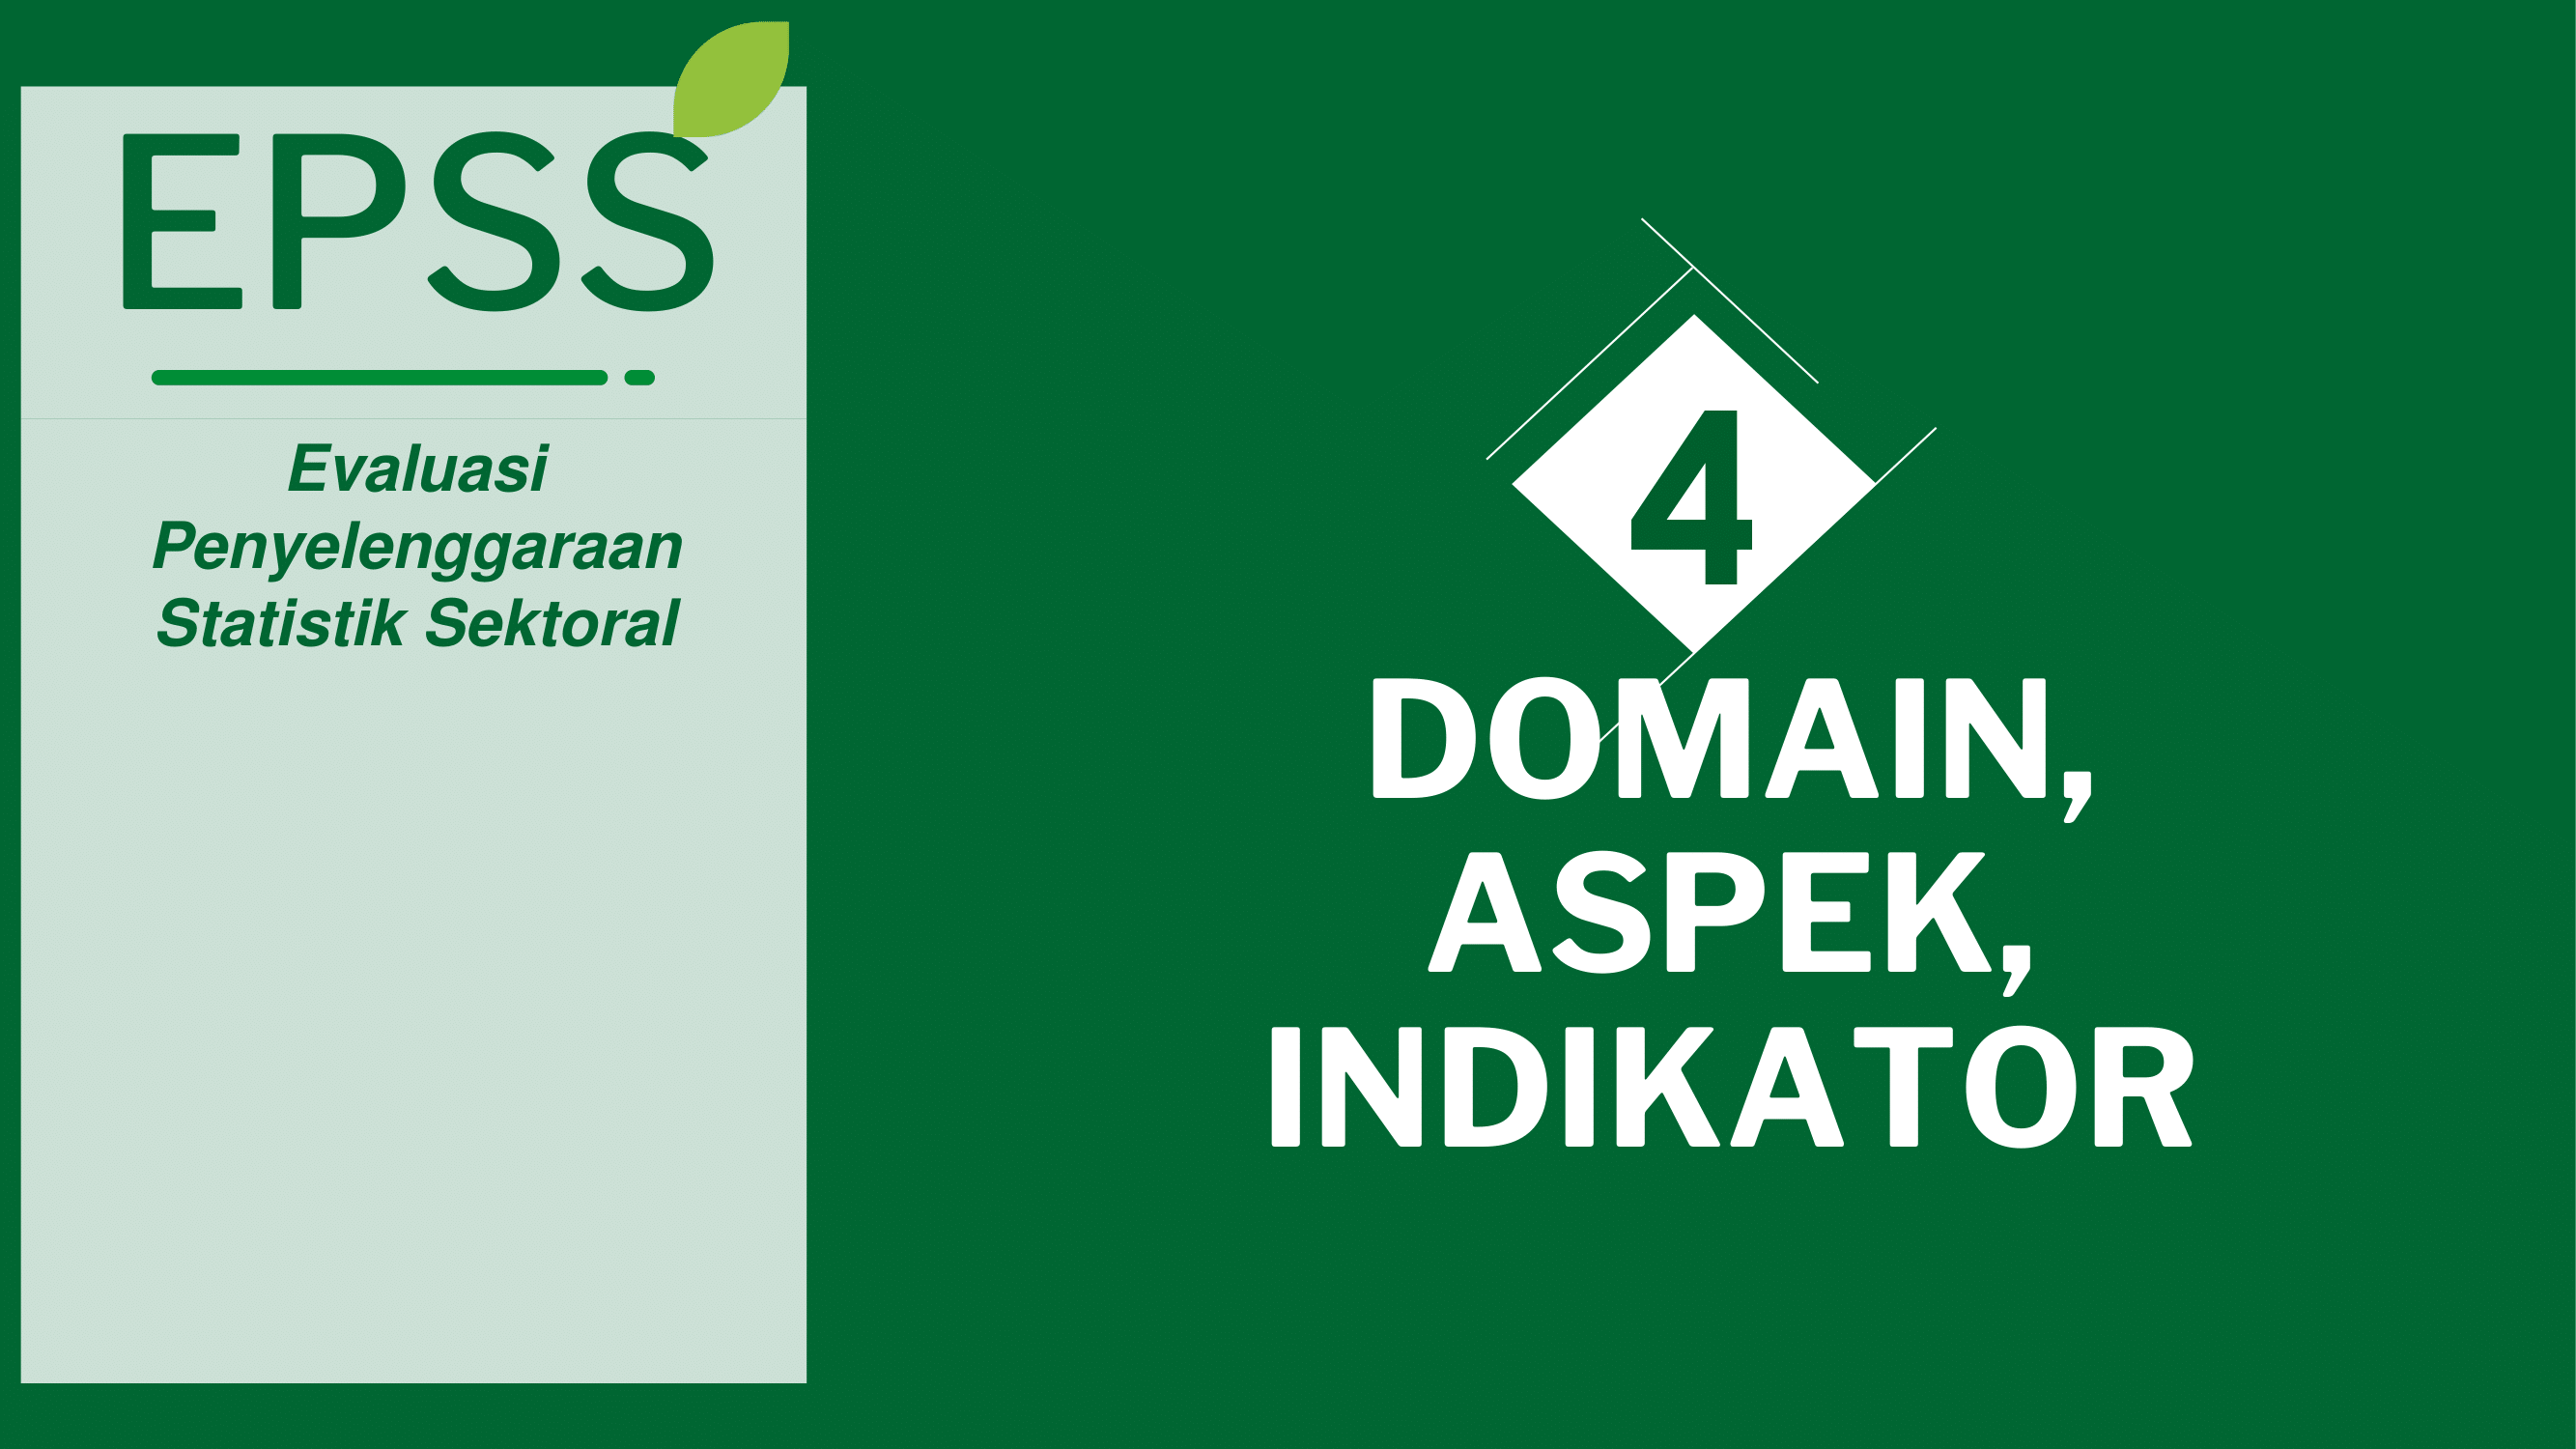 EPSS
Evaluasi
Penyelenggaraan
Statistik Sektoral
4
DOMAIN,
ASPEK,
INDIKATOR